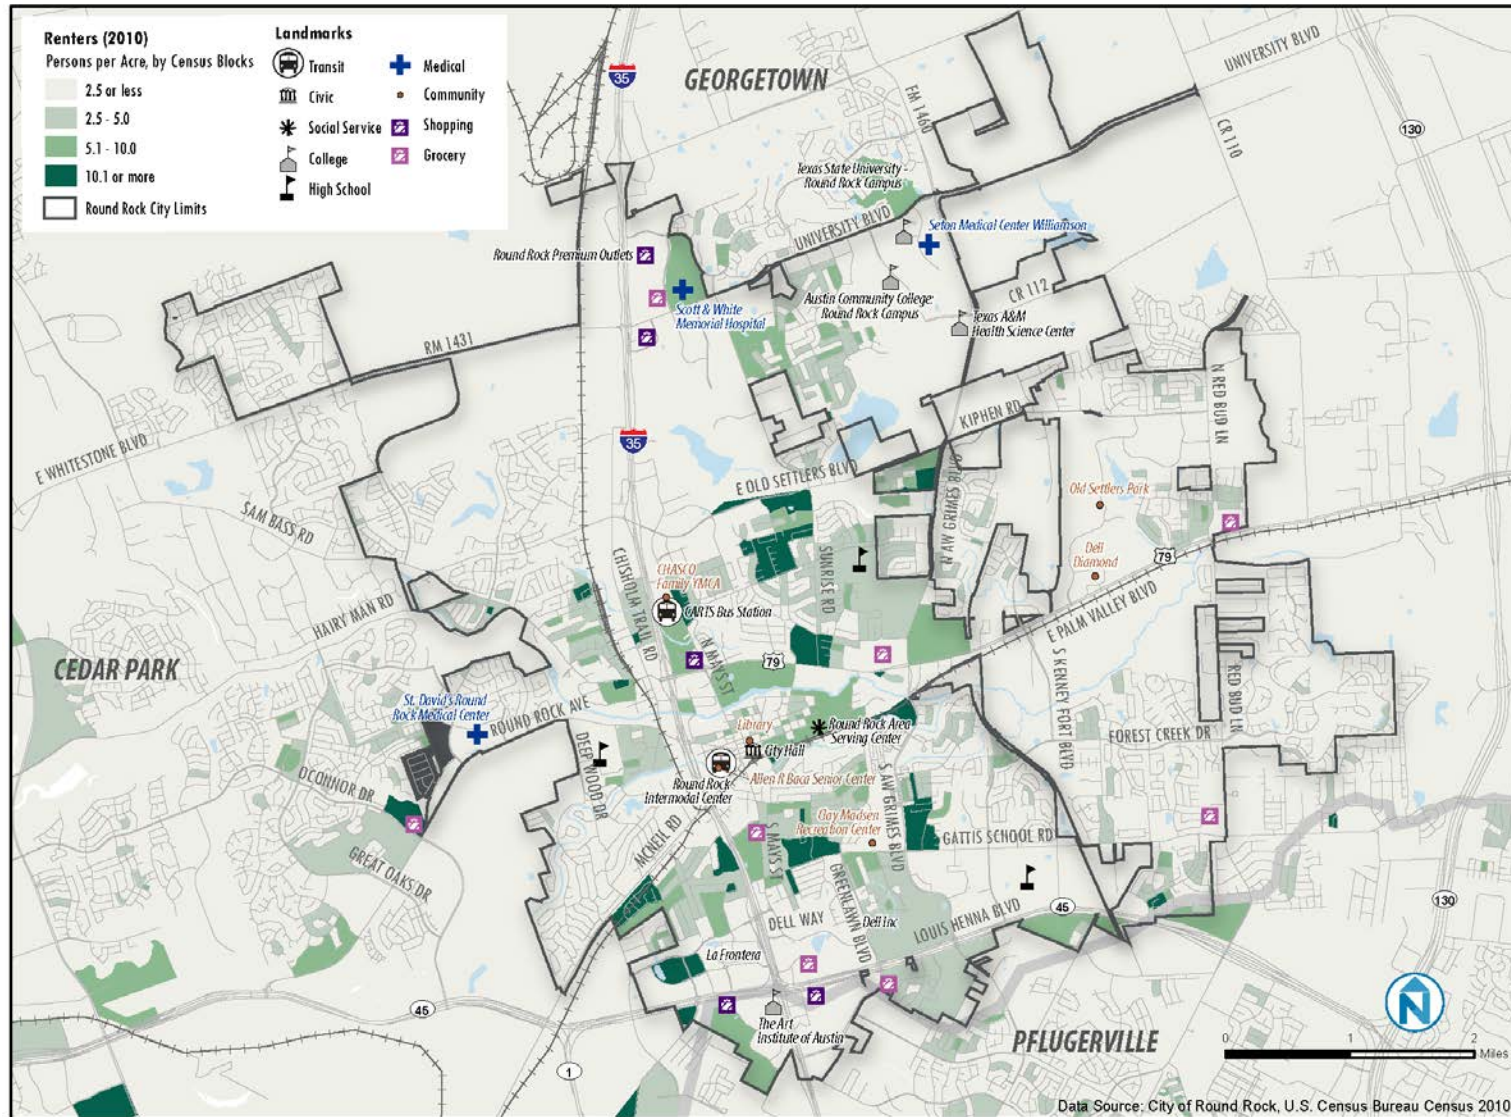 Renters (2010)
Persons per Acre, by Census Blocks
2.5 or less
2.5 - 5.0
5.1 - 10.0
10.1 or more
Round Rock City Limits
Landmarks
Transit
Civic
Social Service
College
High School
Medical
Community
Shopping
Grocery
35
GEORGETOWN
FM 1460
UNIVERSITY BLVD
CR 110
130
Texas State University -
Round Rock Campus
UNIVERSITY BLVD
Seton Medical Center Williamson
Round Rock Premium Outlets
Scott & White
Memorial Hospital
Austin Community College:
Round Rock Campus
CR 112
Texas A&M
Health Science Center
RM 1431
N RED BUD LN
KIPHEN RD
E WHITESTONE BLVD
35
E OLD SETTLERS BLVD
N AW GRIMES BLVD
Old Settlers Park
SAM BASS RD
CHISHOLM TRAIL RD
SUNRISE RD
Dell
Diamond
79
CHASCO
Family YMCA
CARTS Bus Station
HAIRY MAN RD
E PALM VALLEY BLVD
CEDAR PARK
N MAYS ST
79
S KENNEY FORT BLVD
RED BUD LN
St. David's Round
Rock Medical Center
ROUND ROCK AVE
DEEP WOOD DR
Library
City Hall
Round Rock Area
Serving Center
FOREST CREEK DR
Round Rock
Intermodal Center
Allen R Baca Senior Center
S AW GRIMES BLVD
OCONNOR DR
MCNEIL RD
S MAYS ST
Clay Madsen
Recreation Center
GATTIS SCHOOL RD
GREAT OAKS DR
GREENLAWN BLVD
DELL WAY
Dell Inc
LOUIS HENNA BLVD
45
130
La Frontera
45
The Art
Institute of Austin
PFLUGERVILLE
1
N
0
1
2
Miles
Data Source: City of Round Rock, U.S. Census Bureau Census 2010